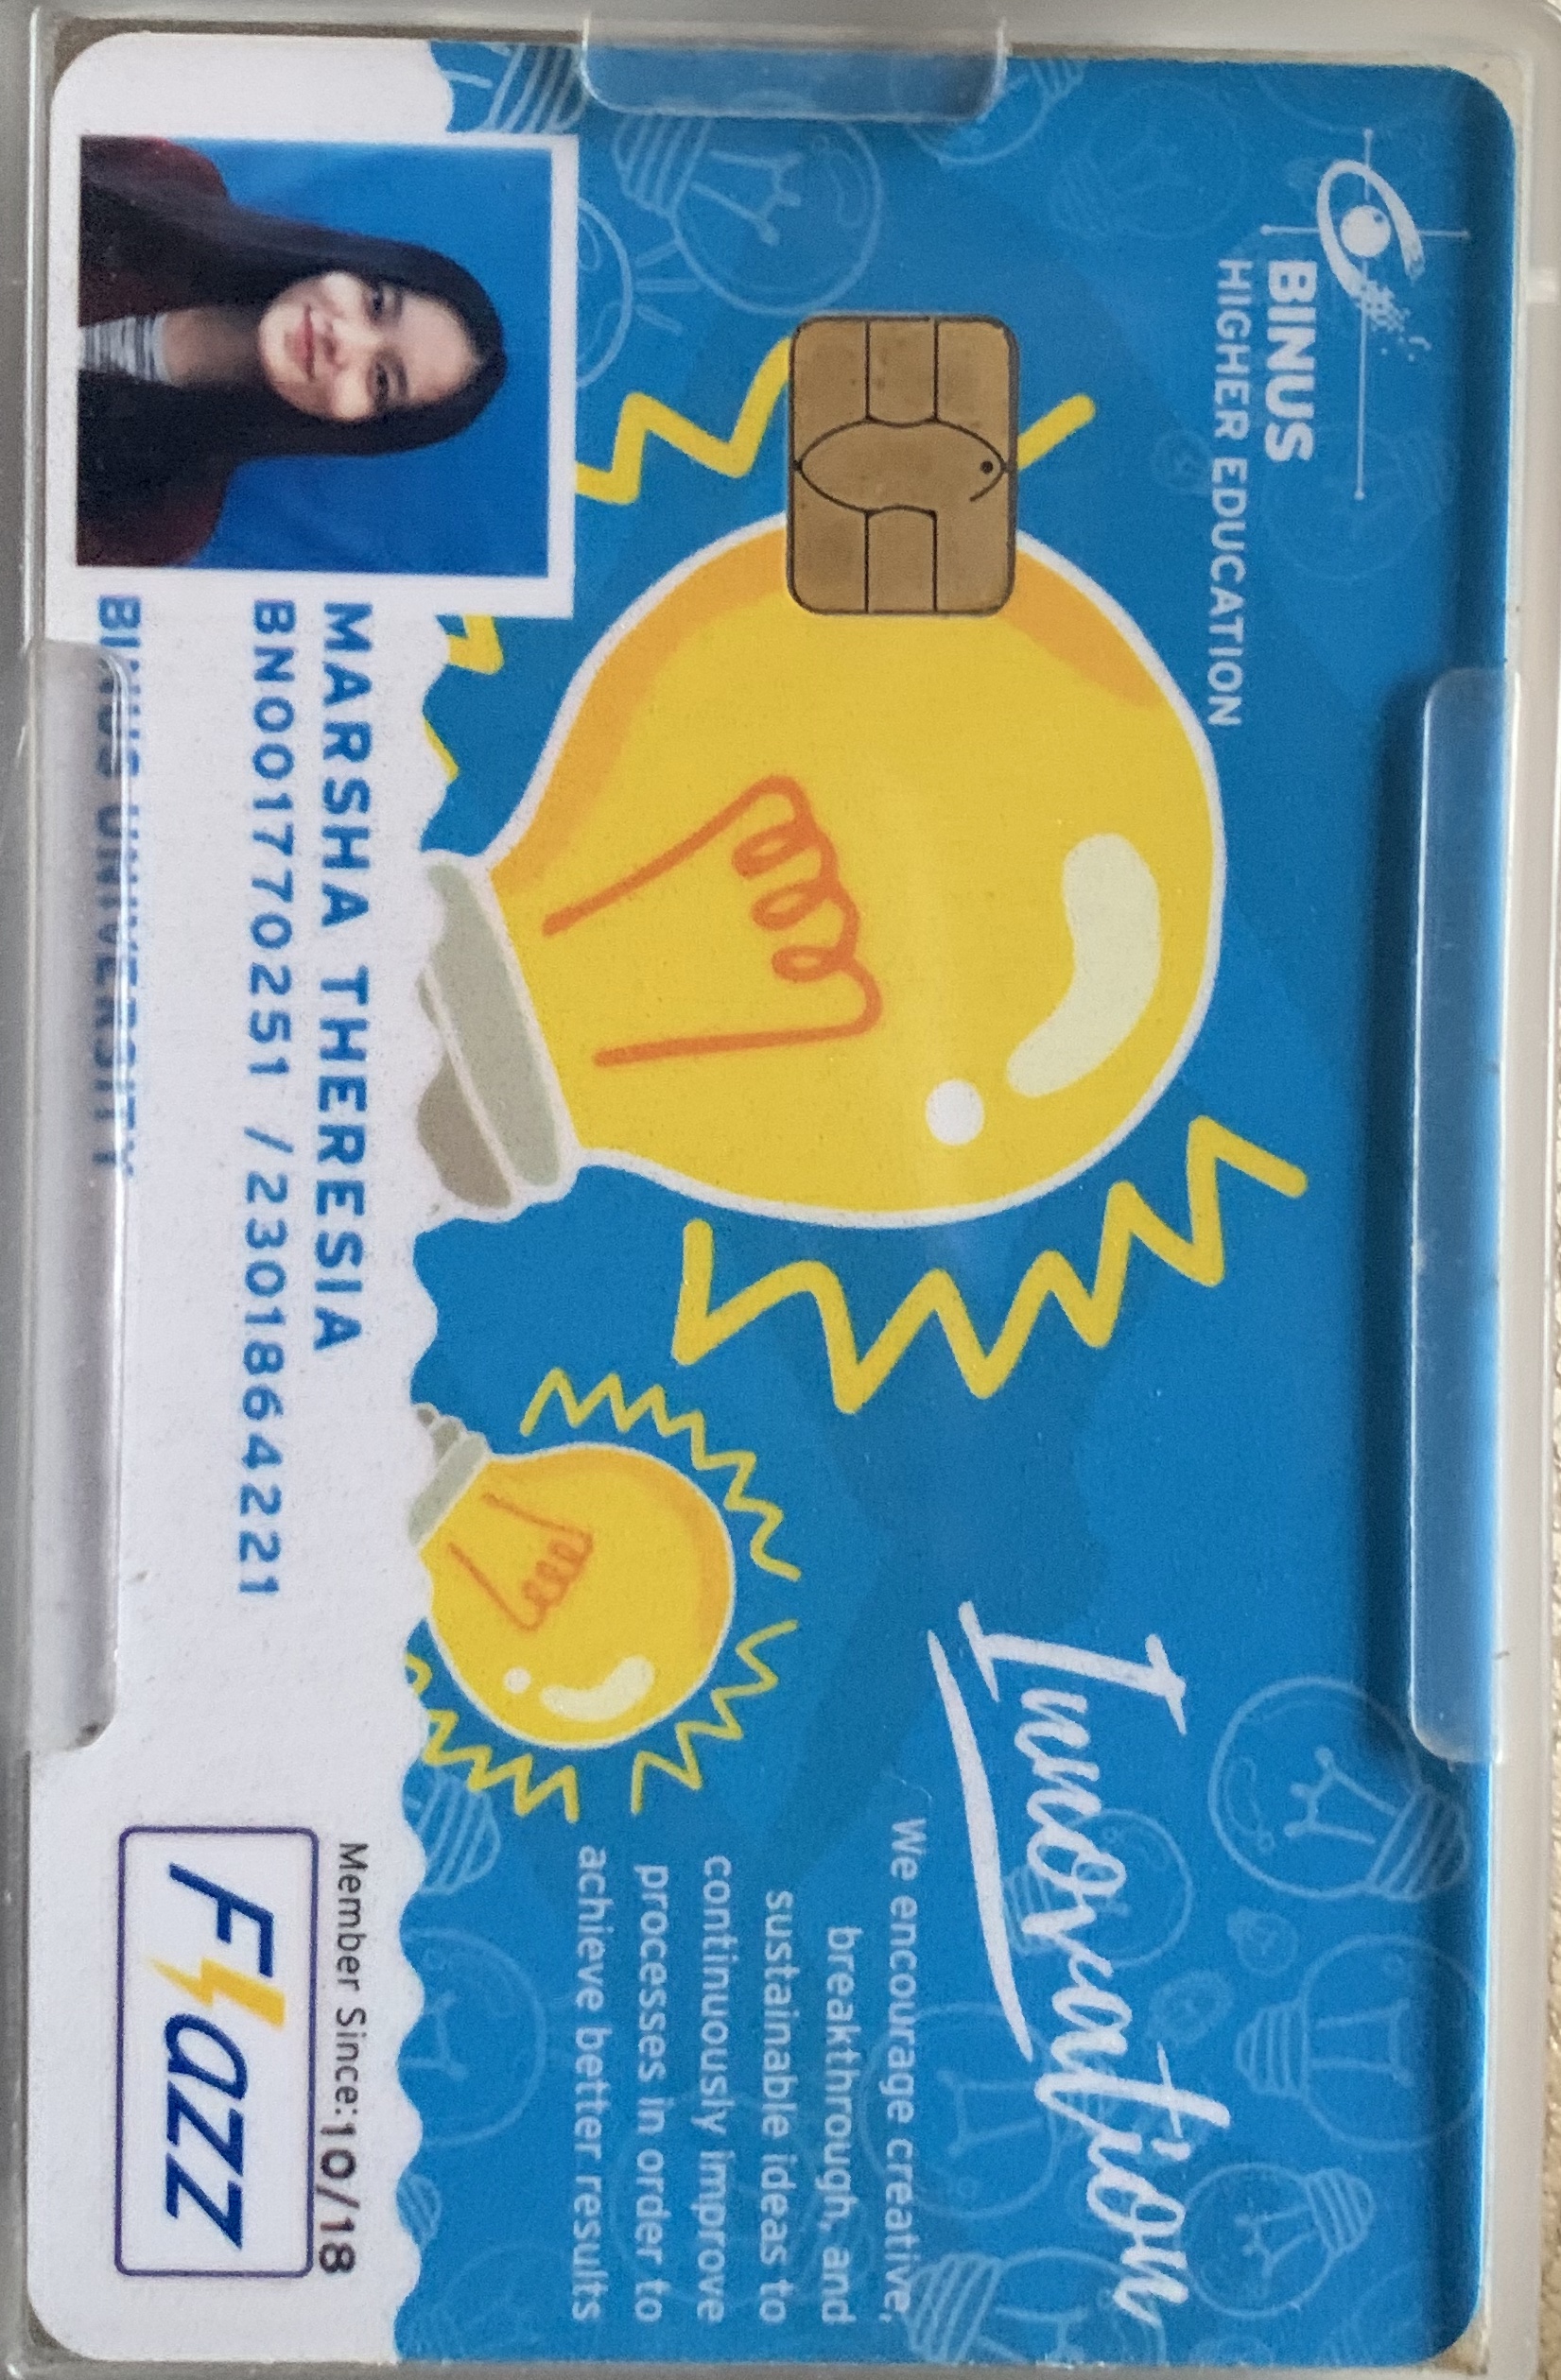 BINUS
HIGHER EDUCATION
Innovation
We encourage creative,
breakthrough, and
sustainable ideas to
continuously improve
processes in order to
achieve better results
MARSHA THERESIA
BN001770251 /2301864221
BINUS UNIVERSITY
Member Since:10/18
Flazz